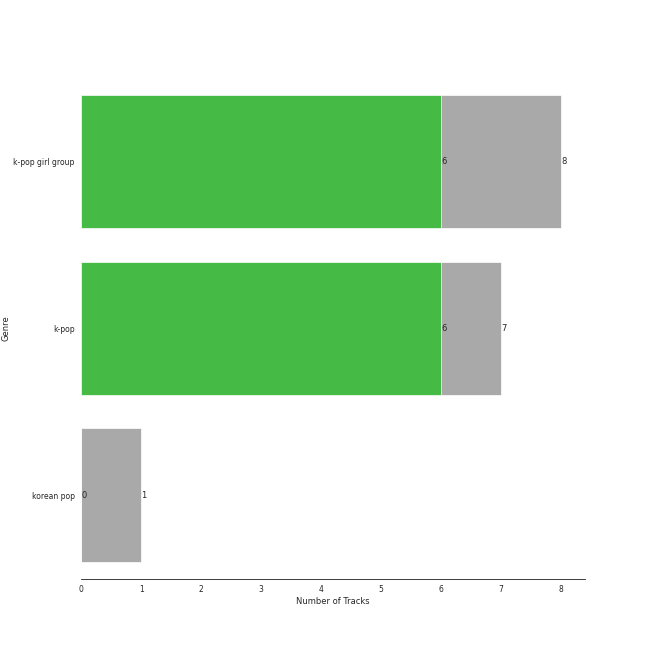 k-pop girl group
6
8
k-pop
6
7
korean pop
0
1
Genre
0 1 2 3 4 5 6 7 8
Number of Tracks